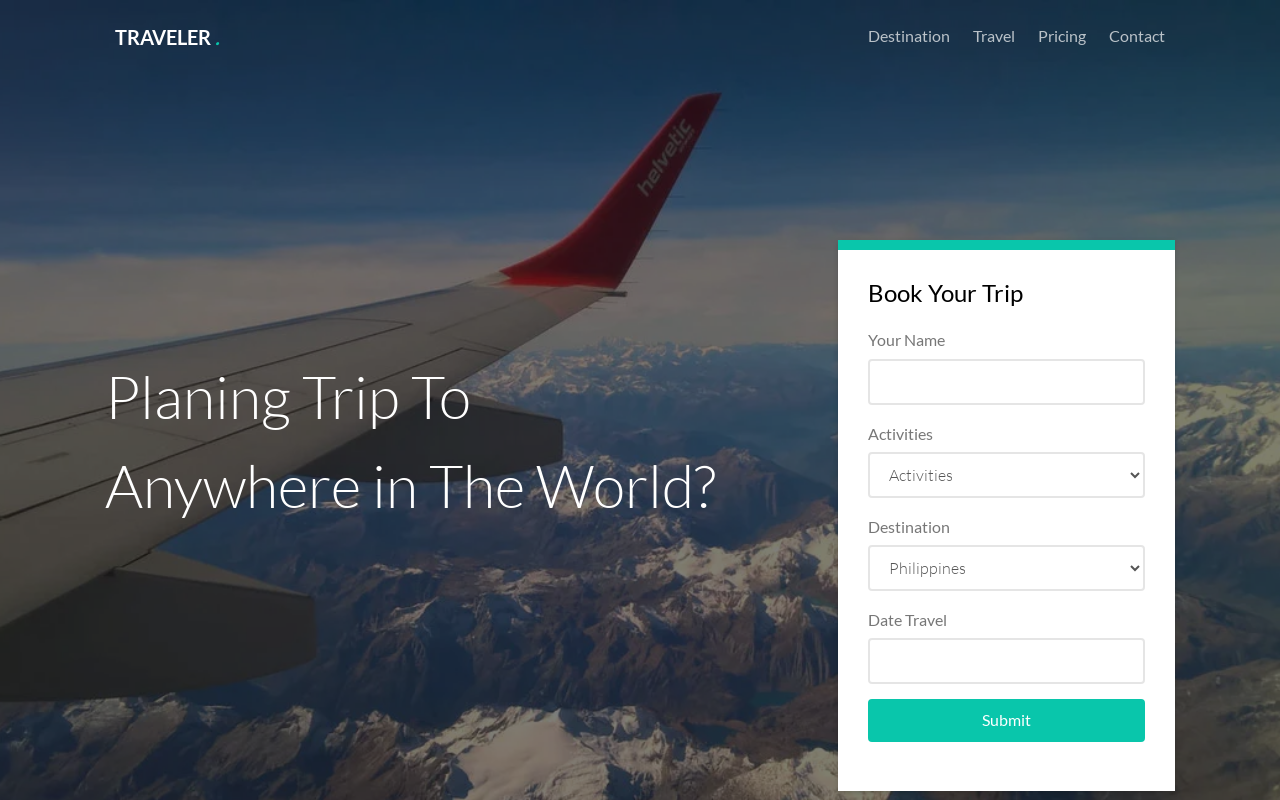 TRAVELER .
Destination Travel Pricing Contact
helvetic
Planing Trip To
Anywhere in The World?
Book Your Trip
Your Name
Activities
Activities
Destination
Philippines
Date Travel
Submit